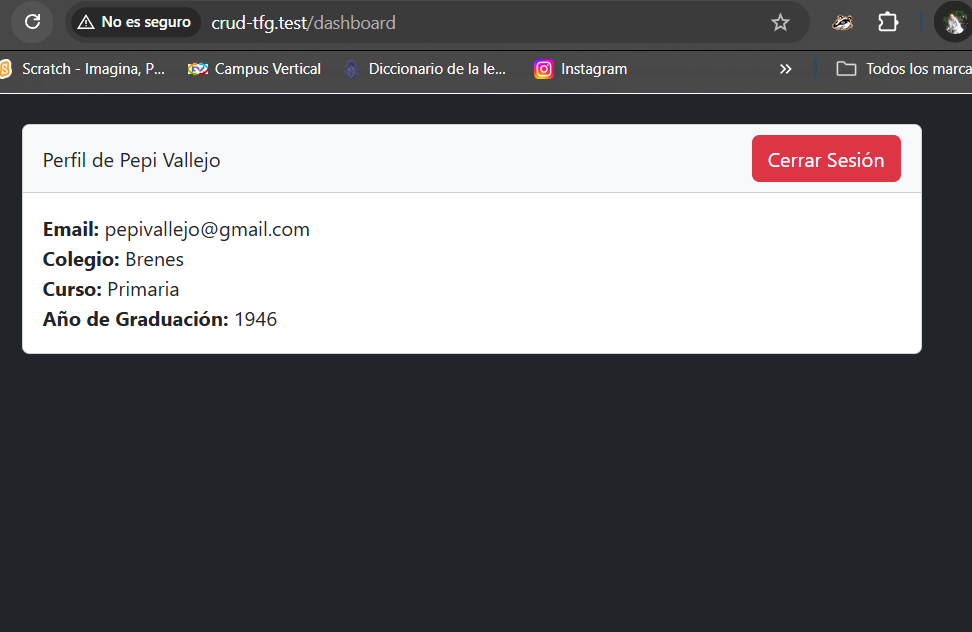 No es seguro crud-tfg.test/dashboard
Scratch - Imagina, P... Campus Vertical Diccionario de la le... Instagram » Todos los marca
Perfil de Pepi Vallejo Cerrar Sesión
Email: pepivallejo@gmail.com
Colegio: Brenes
Curso: Primaria
Año de Graduación: 1946